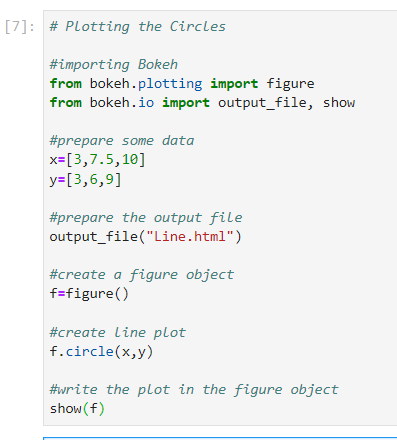 [7]: # Plotting the Circles
#importing Bokeh
from bokeh.plotting import figure
from bokeh.io import output_file, show
#prepare some data
x=[3,7.5,10]
y=[3,6,9]
#prepare the output file
output_file("Line.html")
#create a figure object
f=figure()
#create line plot
f.circle(x,y)
#write the plot in the figure object
show(f)